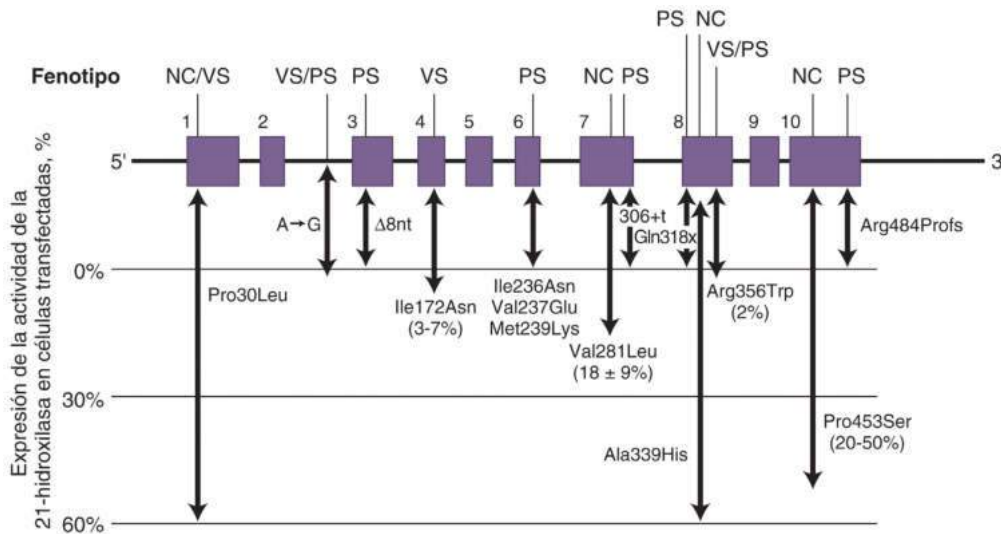 PS NC
VS/PS
Fenotipo NC/VS VS/PS PS VS PS NC PS NC PS
1 2 3 4 5 6 7 8 9 10
5' 3
A→G Δ8nt 306+t Gln318x Arg484Profs
0%
Pro30Leu
Ile172Asn
(3-7%)
Ile236Asn
Val237Glu
Met239Lys
Val281Leu
(18 ± 9%)
Arg356Trp
(2%)
30%
Ala339His
Pro453Ser
(20-50%)
60%
Expresión de la actividad de la
21-hidroxilasa en células transfectadas, %